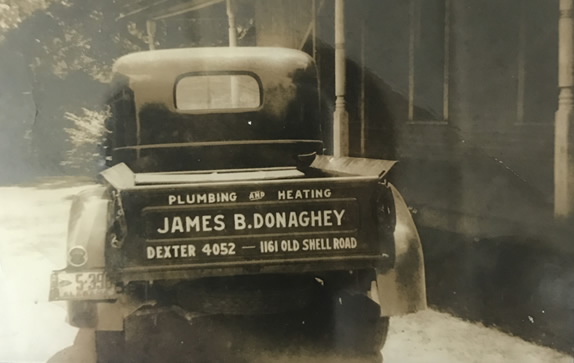 PLUMBING AND HEATING
JAMES B. DONAGHEY
DEXTER 4052 — 1161 OLD SHELL ROAD